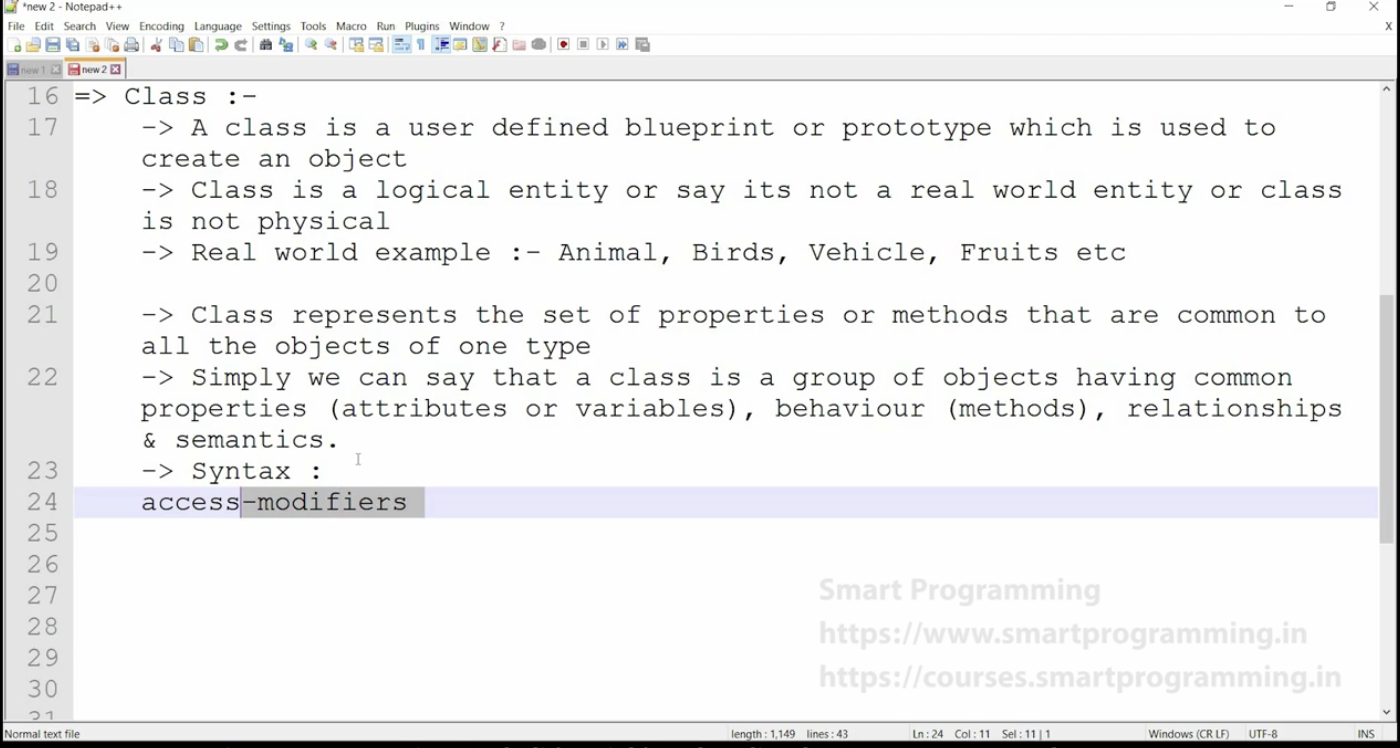 *new 2 - Notepad++
File Edit Search View Encoding Language Settings Tools Macro Run Plugins Window ? X
new 1 new 2
16 => Class :-
17 -> A class is a user defined blueprint or prototype which is used to
create an object
18 -> Class is a logical entity or say its not a real world entity or class
is not physical
19 -> Real world example :- Animal, Birds, Vehicle, Fruits etc
20
21 -> Class represents the set of properties or methods that are common to
all the objects of one type
22 -> Simply we can say that a class is a group of objects having common
properties (attributes or variables), behaviour (methods), relationships
& semantics.
23 -> Syntax :
24 access-modifiers
25
26
27
28
29
30
31
Smart Programming
https://www.smartprogramming.in
https://courses.smartprogramming.in
Normal text file length : 1,149 lines : 43 Ln : 24 Col : 11 Sel : 11 | 1 Windows (CR LF) UTF-8 INS